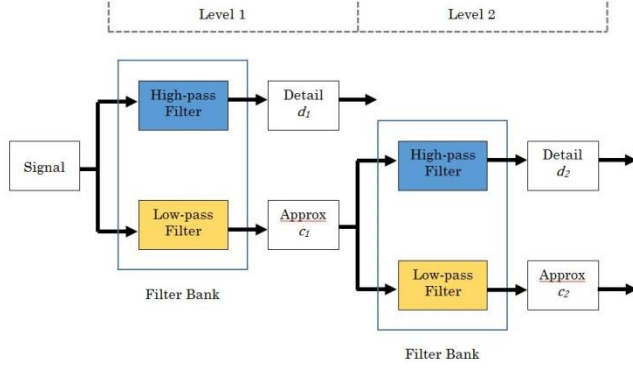 Level 1
Level 2
High-pass
Filter
Detail
d1
Signal
Low-pass
Filter
Approx
c1
Filter Bank
High-pass
Filter
Detail
d2
Low-pass
Filter
Approx
c2
Filter Bank